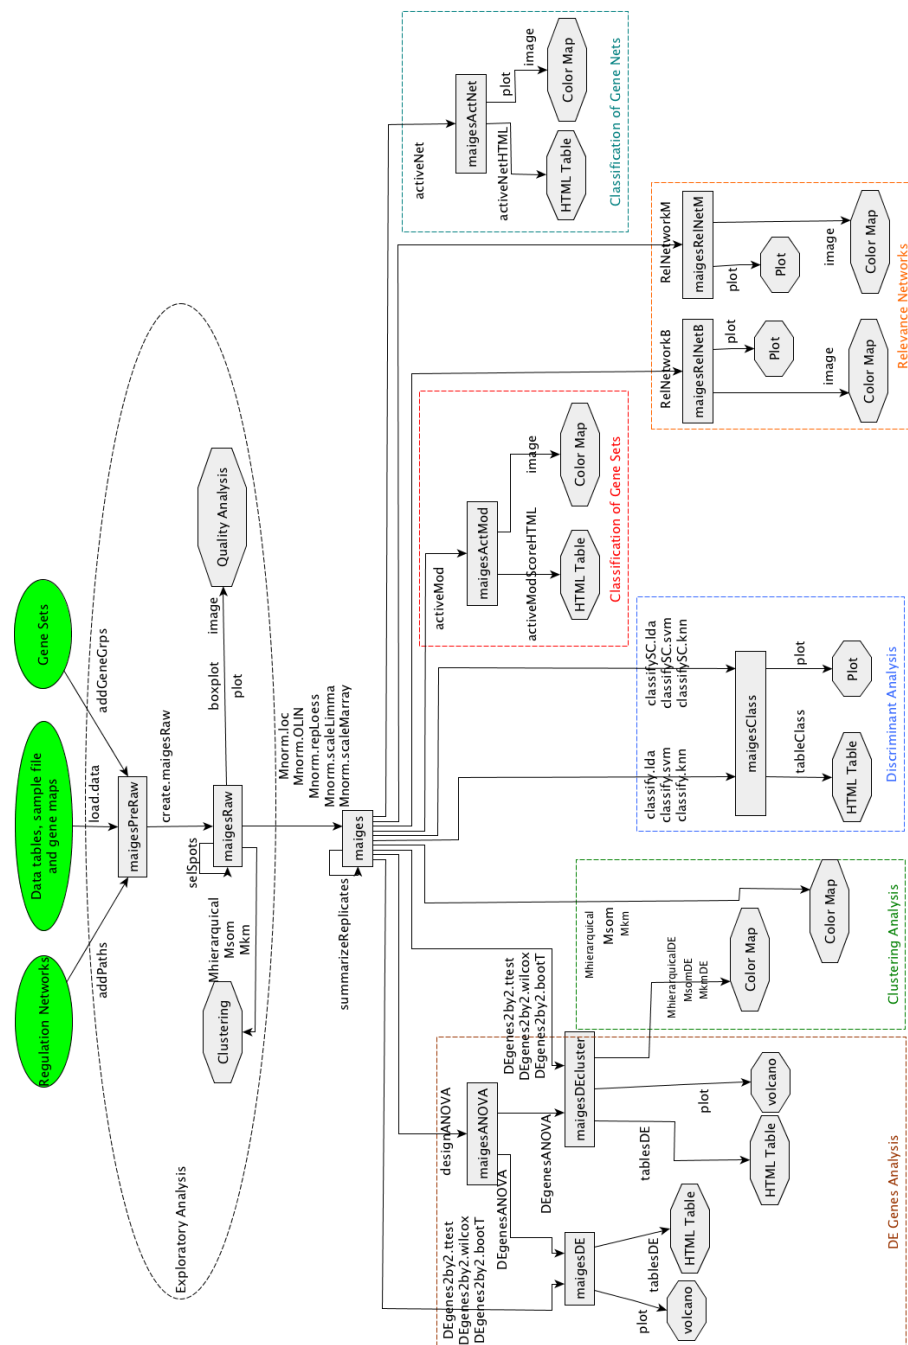 Regulation Networks
Data tables, sample file
and gene maps
Gene Sets
addPaths
load.data
addGeneGrps
Exploratory Analysis
maigesPreRaw
create.maigesRaw
selSpots
maigesRaw
Mhierarquical
Msom
Mkm
Clustering
boxplot
image
plot
Quality Analysis
Mnorm.loc
Mnorm.OLIN
Mnorm.repLoess
Mnorm.scaleLimma
Mnorm.scaleMarray
summarizeReplicates
maiges
DEgenes2by2.ttest
DEgenes2by2.wilcox
DEgenes2by2.bootT
designANOVA
maigesANOVA
DEgenesANOVA
DEgenesANOVA
DEgenes2by2.ttest
DEgenes2by2.wilcox
DEgenes2by2.bootT
maigesDE
maigesDEcluster
plot
tablesDE
volcano
HTML Table
tablesDE
plot
HTML Table
volcano
DE Genes Analysis
MhierarquicalDE
MsomDE
MkmDE
Color Map
Mhierarquical
Msom
Mkm
Color Map
Clustering Analysis
classify.lda
classify.svm
classify.knn
classifySC.lda
classifySC.svm
classifySC.knn
maigesClass
tableClass
plot
HTML Table
Plot
Discriminant Analysis
activeMod
maigesActMod
activeModScoreHTML
image
HTML Table
Color Map
Classification of Gene Sets
RelNetworkB
maigesRelNetB
image
plot
Color Map
Plot
RelNetworkM
maigesRelNetM
plot
image
Plot
Color Map
Relevance Networks
activeNet
maigesActNet
activeNetHTML
plot
image
HTML Table
Color Map
Classification of Gene Nets